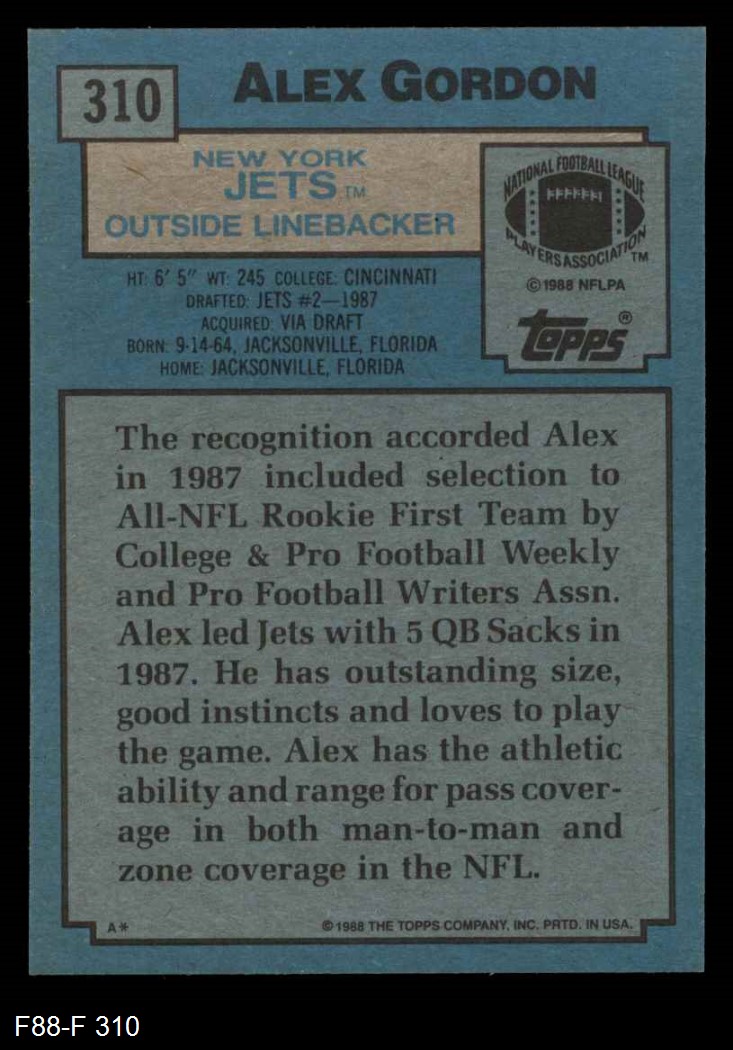 310
ALEX GORDON
NEW YORK
JETS TM
OUTSIDE LINEBACKER
NATIONAL FOOTBALL LEAGUE
PLAYERS ASSOCIATION TM
© 1988 NFLPA
topps ®
HT: 6' 5" WT: 245 COLLEGE: CINCINNATI
DRAFTED: JETS #2—1987
ACQUIRED: VIA DRAFT
BORN: 9-14-64, JACKSONVILLE, FLORIDA
HOME: JACKSONVILLE, FLORIDA
The recognition accorded Alex
in 1987 included selection to
All-NFL Rookie First Team by
College & Pro Football Weekly
and Pro Football Writers Assn.
Alex led Jets with 5 QB Sacks in
1987. He has outstanding size,
good instincts and loves to play
the game. Alex has the athletic
ability and range for pass cover-
age in both man-to-man and
zone coverage in the NFL.
A*
© 1988 THE TOPPS COMPANY, INC. PRTD. IN USA.
F88-F 310